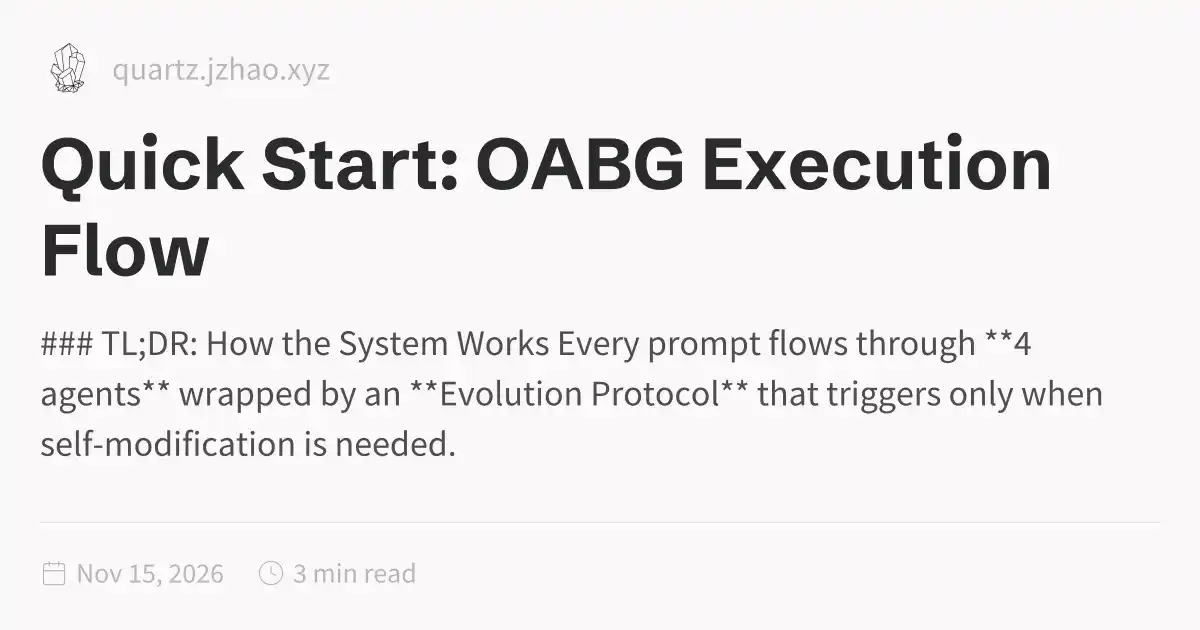 quartz.jzhao.xyz
Quick Start: OABG Execution
Flow
### TL;DR: How the System Works Every prompt flows through **4
agents** wrapped by an **Evolution Protocol** that triggers only when
self-modification is needed.
Nov 15, 2026
3 min read